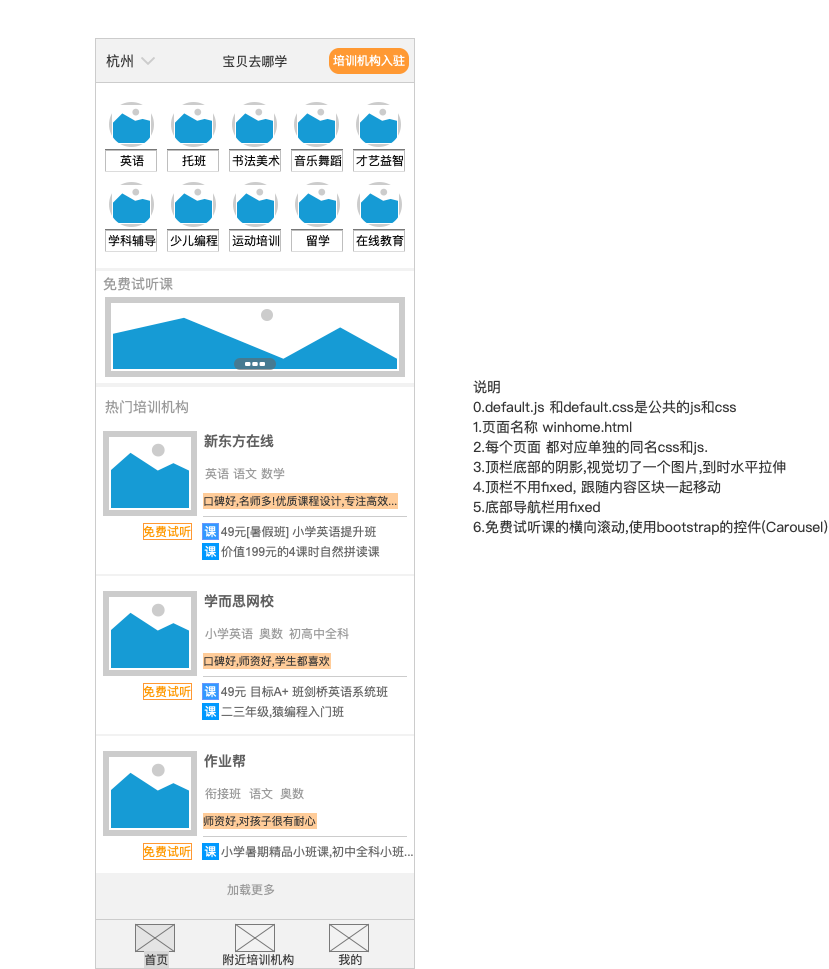 杭州
宝贝去哪学
培训机构入驻
英语
托班
书法美术
音乐舞蹈
才艺益智
学科辅导
少儿编程
运动培训
留学
在线教育
免费试听课
热门培训机构
新东方在线
英语 语文 数学
口碑好,名师多!优质课程设计,专注高效...
免费试听
课 49元[暑假班] 小学英语提升班
课 价值199元的4课时自然拼读课
学而思网校
小学英语 奥数 初高中全科
口碑好,师资好,学生都喜欢
免费试听
课 49元 目标A+ 班剑桥英语系统班
课 二三年级,猿编程入门班
作业帮
衔接班 语文 奥数
师资好,对孩子很有耐心
免费试听
课 小学暑期精品小班课,初中全科小班...
加载更多
首页
附近培训机构
我的
说明
0.default.js 和default.css是公共的js和css
1.页面名称 winhome.html
2.每个页面 都对应单独的同名css和js.
3.顶栏底部的阴影,视觉切了一个图片,到时水平拉伸
4.顶栏不用fixed, 跟随内容区块一起移动
5.底部导航栏用fixed
6.免费试听课的横向滚动,使用bootstrap的控件(Carousel)